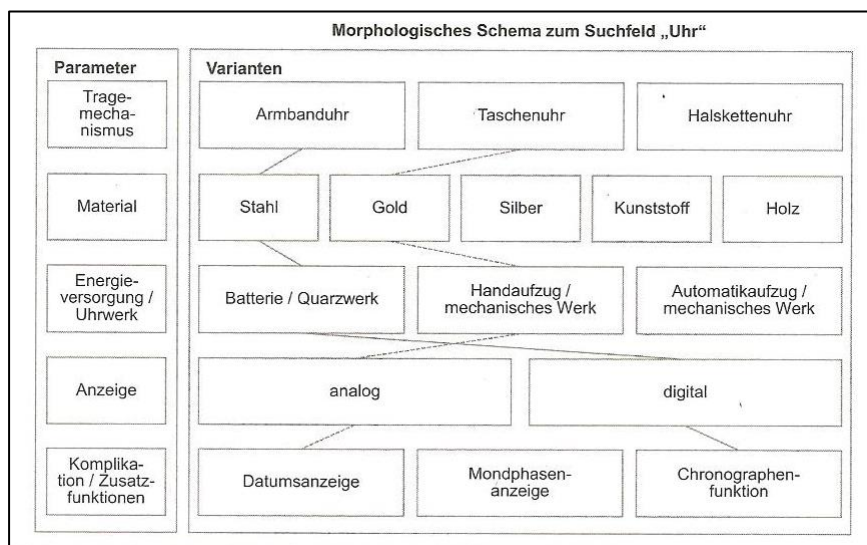 Morphologisches Schema zum Suchfeld „Uhr“
Parameter
Varianten
Trage-
mecha-
nismus
Armbanduhr
Taschenuhr
Halskettenuhr
Material
Stahl
Gold
Silber
Kunststoff
Holz
Energie-
versorgung /
Uhrwerk
Batterie / Quarzwerk
Handaufzug /
mechanisches Werk
Automatikaufzug /
mechanisches Werk
Anzeige
analog
digital
Komplika-
tion / Zusatz-
funktionen
Datumsanzeige
Mondphasen-
anzeige
Chronographen-
funktion